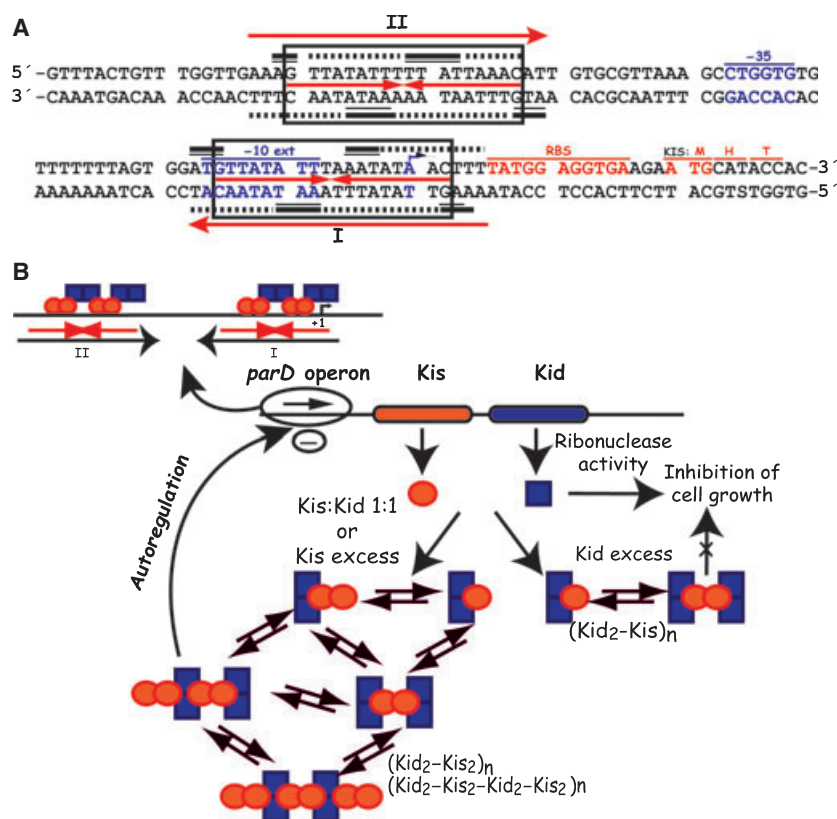 A
II
-35
5´-GTTTACTGTT TGGTTGAAAG TTATATTTTT ATTAAACATT GTGCGTTAAA GCCTGGTGTG
3´-CAAATGACAA ACCAACTTTC CAATATAAAAA TAATTTGTAA CACGCAATTT CGGACCACAC
-10 ext RBS KIS: M H T
TTTTTTTAGT GGATGTTATA TTTAAATATA ACTTTTATGGG AGGTGAAGAA TGCATACCAC-3´
AAAAAAATCA CCTACAATAT AAATTTATAT TGAAAATACC TCCACTTCTT ACGTGTGGTG-5´
I
B
+1
II I
parD operon Kis Kid
–
Ribonuclease
activity
Inhibition of
cell growth
Autoregulation
Kis:Kid 1:1
or
Kis excess
Kid excess
x
(Kid2-Kis)n
(Kid2-Kis2)n
(Kid2-Kis2-Kid2-Kis2)n